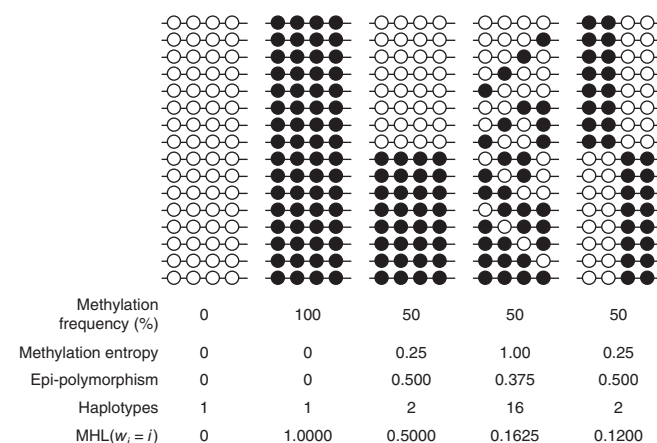 Methylation
frequency (%) 0 100 50 50 50
Methylation entropy 0 0 0.25 1.00 0.25
Epi-polymorphism 0 0 0.500 0.375 0.500
Haplotypes 1 1 2 16 2
MHL(wᵢ = i) 0 1.0000 0.5000 0.1625 0.1200